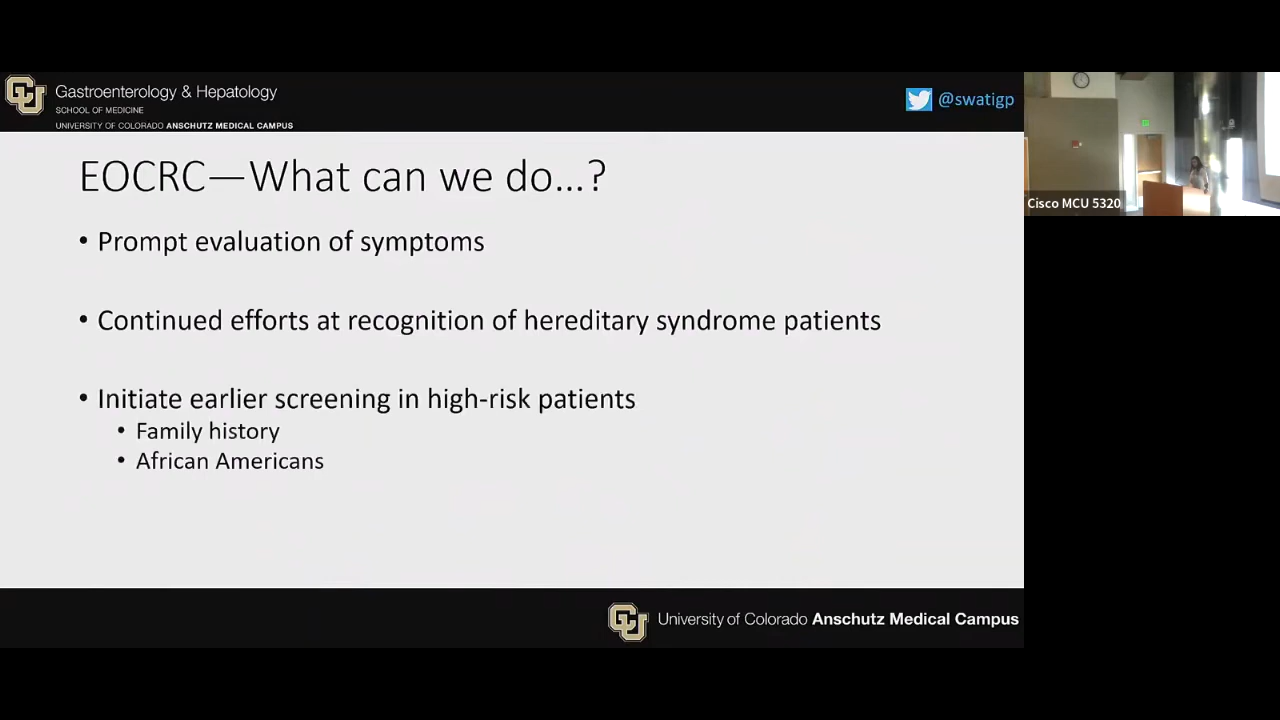 Gastroenterology & Hepatology
SCHOOL OF MEDICINE
UNIVERSITY OF COLORADO ANSCHUTZ MEDICAL CAMPUS
@swatigp
EOCRC—What can we do...?
• Prompt evaluation of symptoms
• Continued efforts at recognition of hereditary syndrome patients
• Initiate earlier screening in high-risk patients
• Family history
• African Americans
University of Colorado Anschutz Medical Campus
Cisco MCU 5320